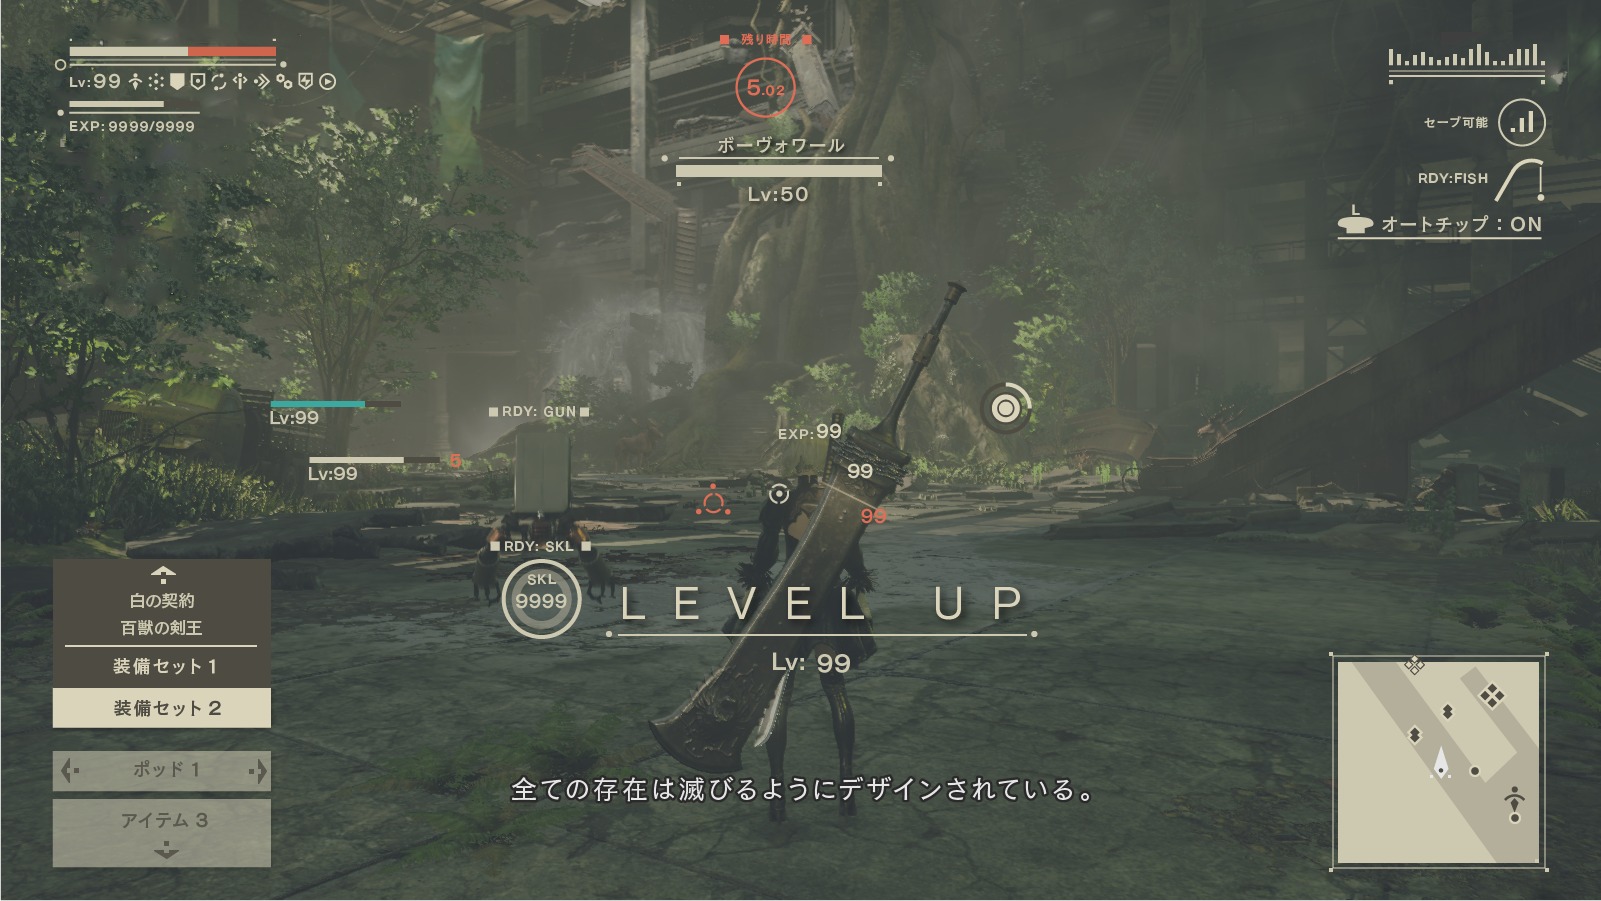 残り時間
5.02
Lv:99
EXP:9999/9999
ボーヴォワール
Lv:50
セーブ可能
RDY:FISH
L
オートチップ：ON
Lv:99
RDY: GUN
EXP:99
Lv:99
5
99
99
RDY: SKL
SKL
9999
LEVEL UP
Lv: 99
白の契約
百獣の剣王
装備セット1
装備セット2
ポッド 1
アイテム 3
全ての存在は滅びるようにデザインされている。